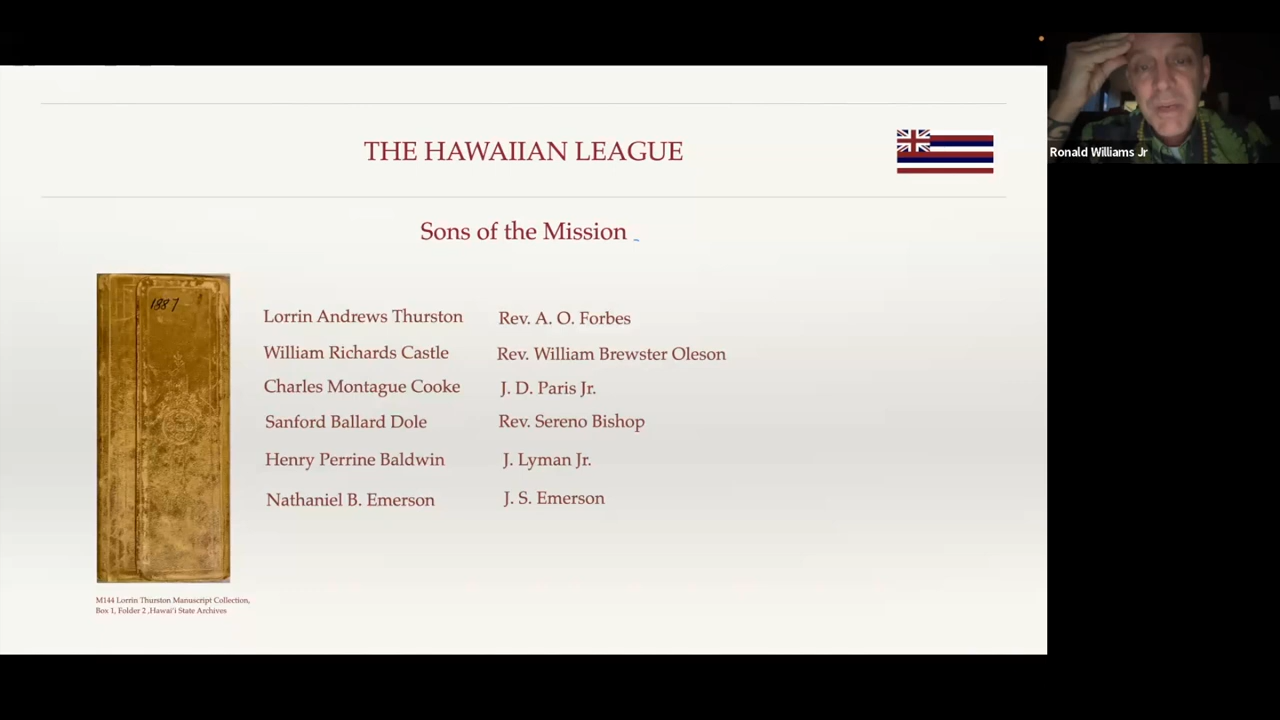 THE HAWAIIAN LEAGUE
Ronald Williams Jr
Sons of the Mission
1887
Lorrin Andrews Thurston
William Richards Castle
Charles Montague Cooke
Sanford Ballard Dole
Henry Perrine Baldwin
Nathaniel B. Emerson
Rev. A. O. Forbes
Rev. William Brewster Oleson
J. D. Paris Jr.
Rev. Sereno Bishop
J. Lyman Jr.
J. S. Emerson
M144 Lorrin Thurston Manuscript Collection,
Box 1, Folder 2 ,Hawai'i State Archives